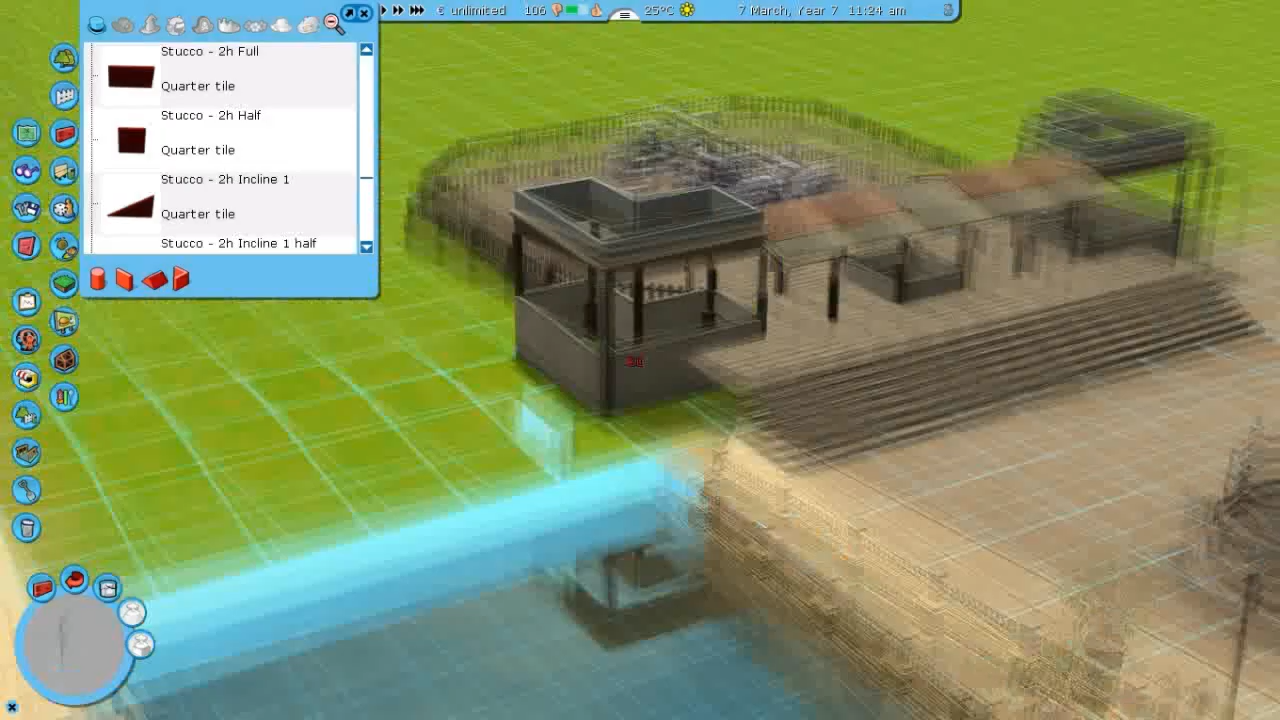 € unlimited 106 25°C 7 March, Year 7 11:24 am
Stucco - 2h Full
Quarter tile
Stucco - 2h Half
Quarter tile
Stucco - 2h Incline 1
Quarter tile
Stucco - 2h Incline 1 half